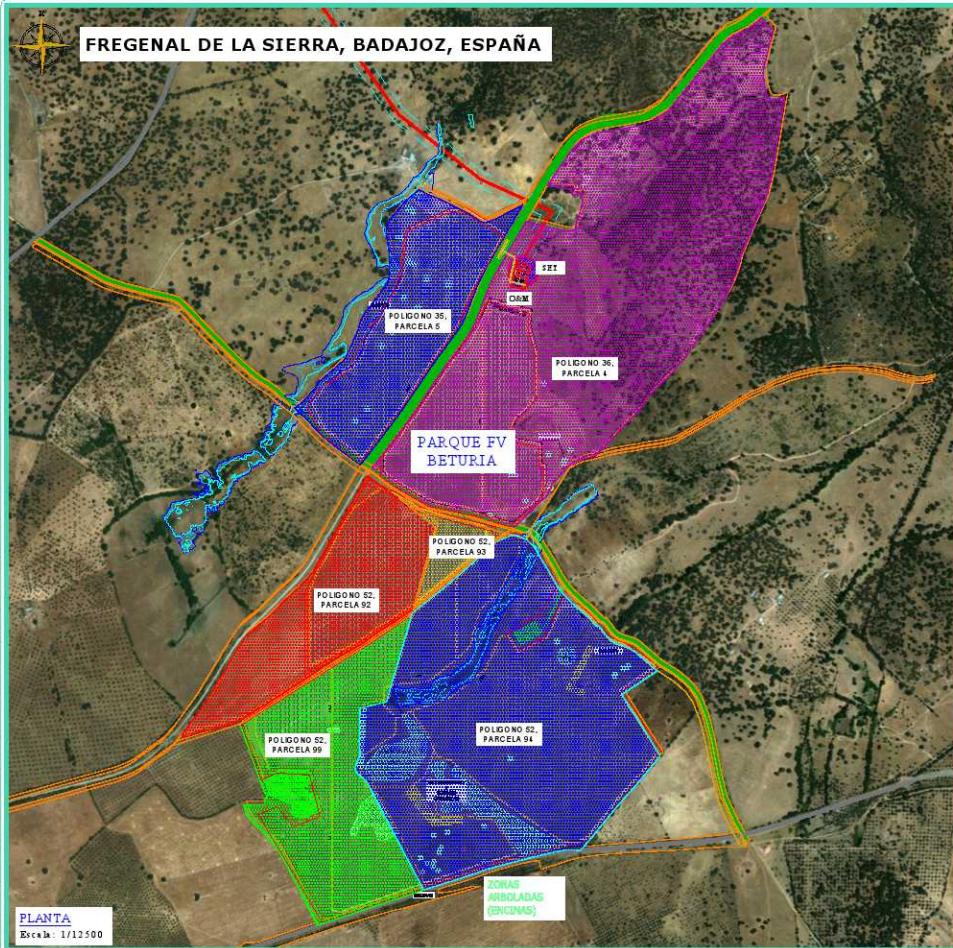 FREGENAL DE LA SIERRA, BADAJOZ, ESPAÑA
SET
O&M
POLIGONO 35,
PARCELA 5
POLIGONO 36,
PARCELA 4
PARQUE FV
BETURIA
POLIGONO 52,
PARCELA 93
POLIGONO 52,
PARCELA 92
POLIGONO 52,
PARCELA 99
POLIGONO 52,
PARCELA 94
ZONAS
ARBOLADAS
(ENCINAS)
PLANTA
Escala: 1/12500